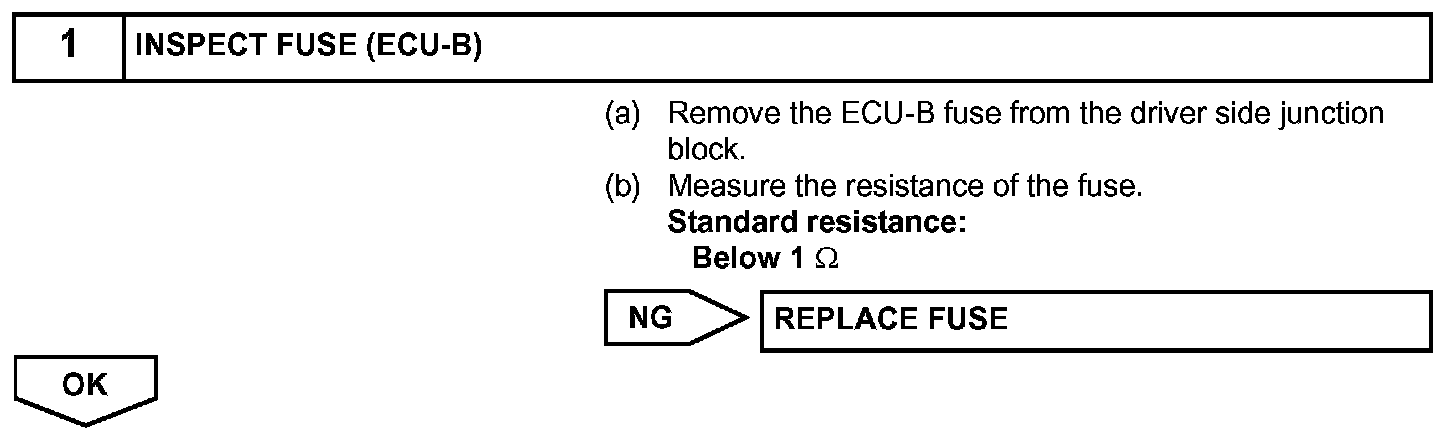 1 INSPECT FUSE (ECU-B)
(a) Remove the ECU-B fuse from the driver side junction
block.
(b) Measure the resistance of the fuse.
Standard resistance:
Below 1 Ω
NG REPLACE FUSE
OK